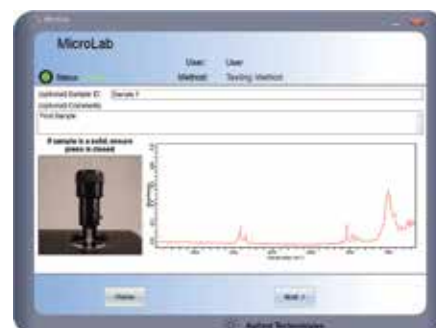 MicroLab
MicroLab
User: User
Status:
Method: Testing Method
(optional) Sample ID: Sample 1
(optional) Comments
First Sample
If sample is a solid, ensure
press is closed
Home
Next >
Agilent Technologies